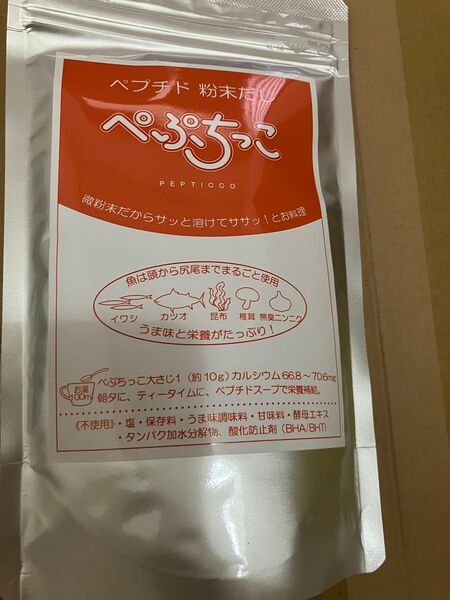 ペプチド 粉末だし
ぺぷちっこ
PEPTICCO
微粉末だからサッと溶けてササッ！とお料理
魚は頭から尻尾までまるごと使用
イワシ カツオ 昆布 椎茸 無臭ニンニク
うま味と栄養がたっぷり！
お湯
100ml
ぺぷちっこ大さじ1（約10g）カルシウム66.8～70.6mg
朝夕に、ティータイムに、ペプチドスープで栄養補給。
《不使用》・塩・保存料・うま味調味料・甘味料・酵母エキス
・タンパク加水分解物、酸化防止剤（BHA/BHT）